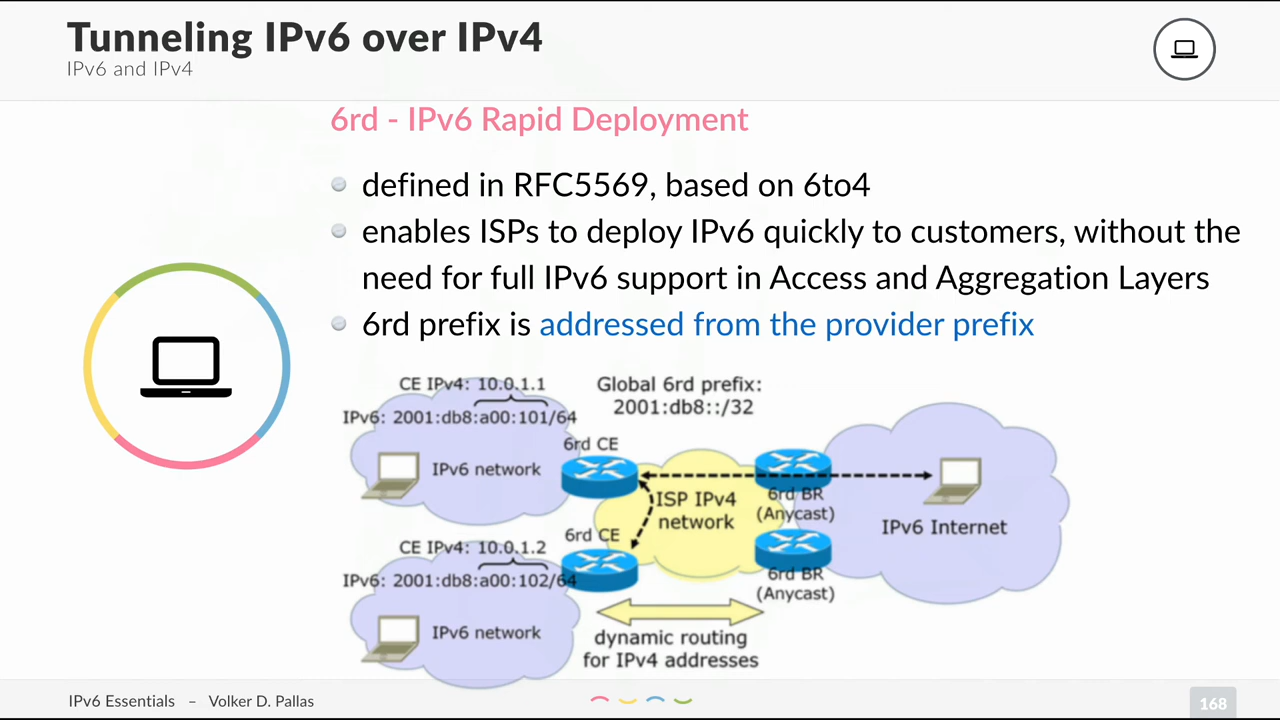 Tunneling IPv6 over IPv4
IPv6 and IPv4
6rd - IPv6 Rapid Deployment
defined in RFC5569, based on 6to4
enables ISPs to deploy IPv6 quickly to customers, without the
need for full IPv6 support in Access and Aggregation Layers
6rd prefix is addressed from the provider prefix
CE IPv4: 10.0.1.1
IPv6: 2001:db8:a00:101/64
Global 6rd prefix:
2001:db8::/32
6rd CE
IPv6 network
ISP IPv4
network
6rd BR
(Anycast)
IPv6 Internet
6rd CE
CE IPv4: 10.0.1.2
IPv6: 2001:db8:a00:102/64
6rd BR
(Anycast)
IPv6 network
dynamic routing
for IPv4 addresses
IPv6 Essentials – Volker D. Pallas
168